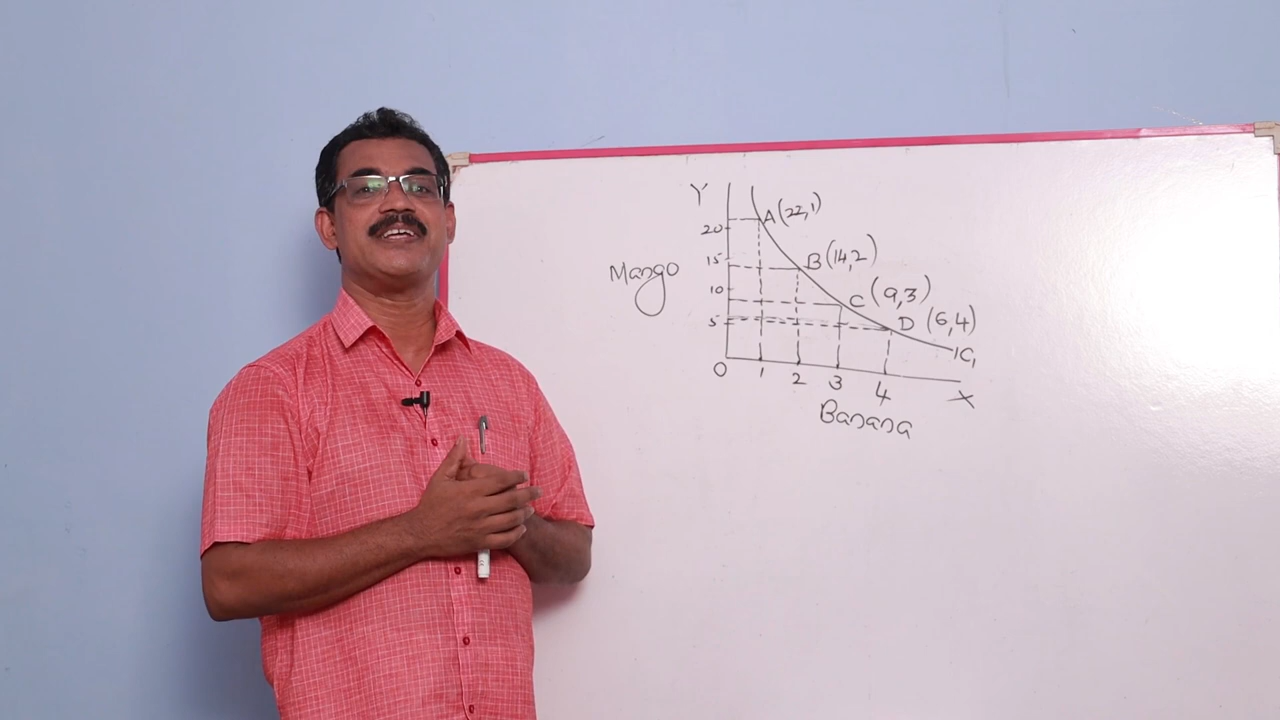 Y
A (22,1)
20
B (14,2)
15
Mango
10
C (9,3)
5
D (6,4)
IC₁
0 1 2 3 4 X
Banana